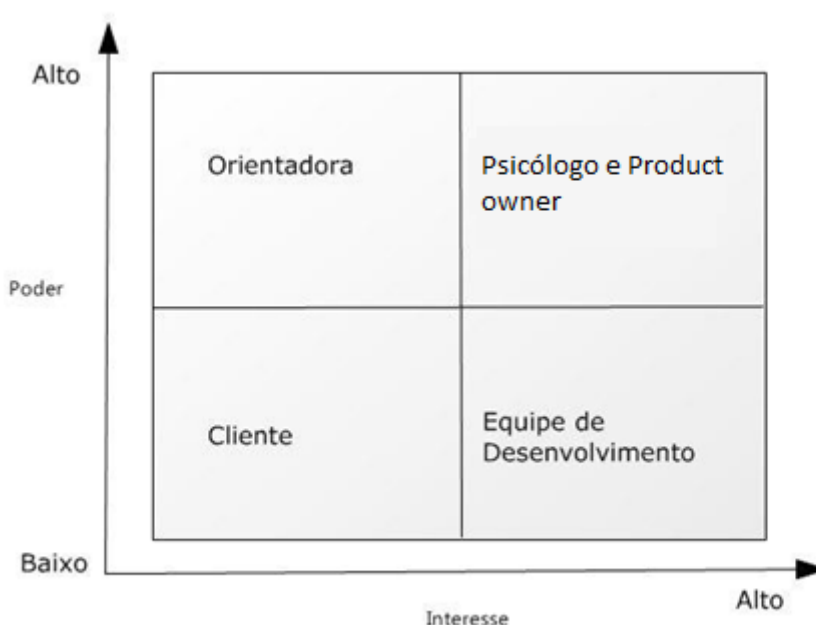 Alto
Orientadora
Psicólogo e Product
owner
Poder
Cliente
Equipe de
Desenvolvimento
Baixo
Alto
Interesse